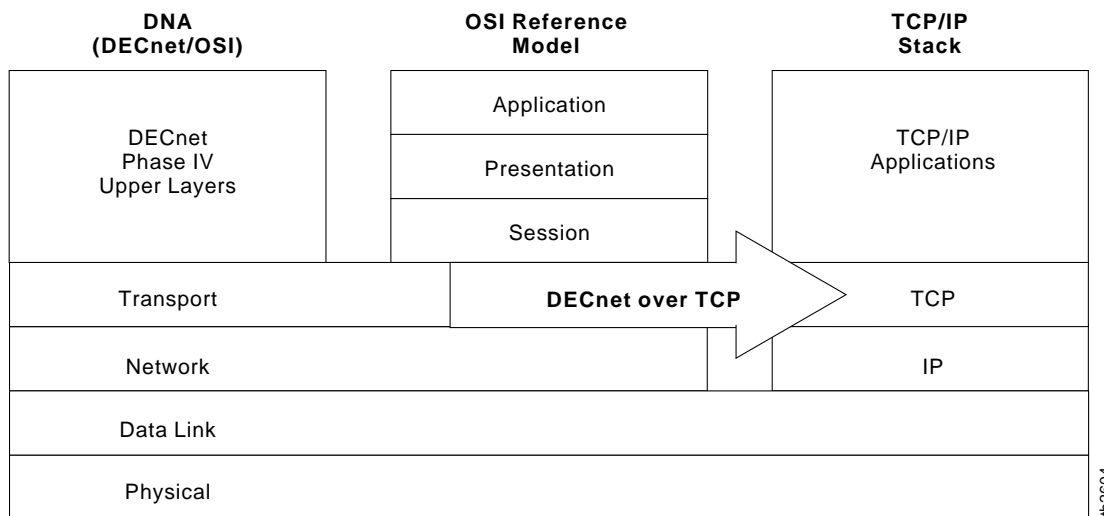 DNA
(DECnet/OSI)
OSI Reference
Model
TCP/IP
Stack
DECnet
Phase IV
Upper Layers
Application
Presentation
Session
TCP/IP
Applications
Transport
DECnet over TCP
TCP
Network
IP
Data Link
Physical